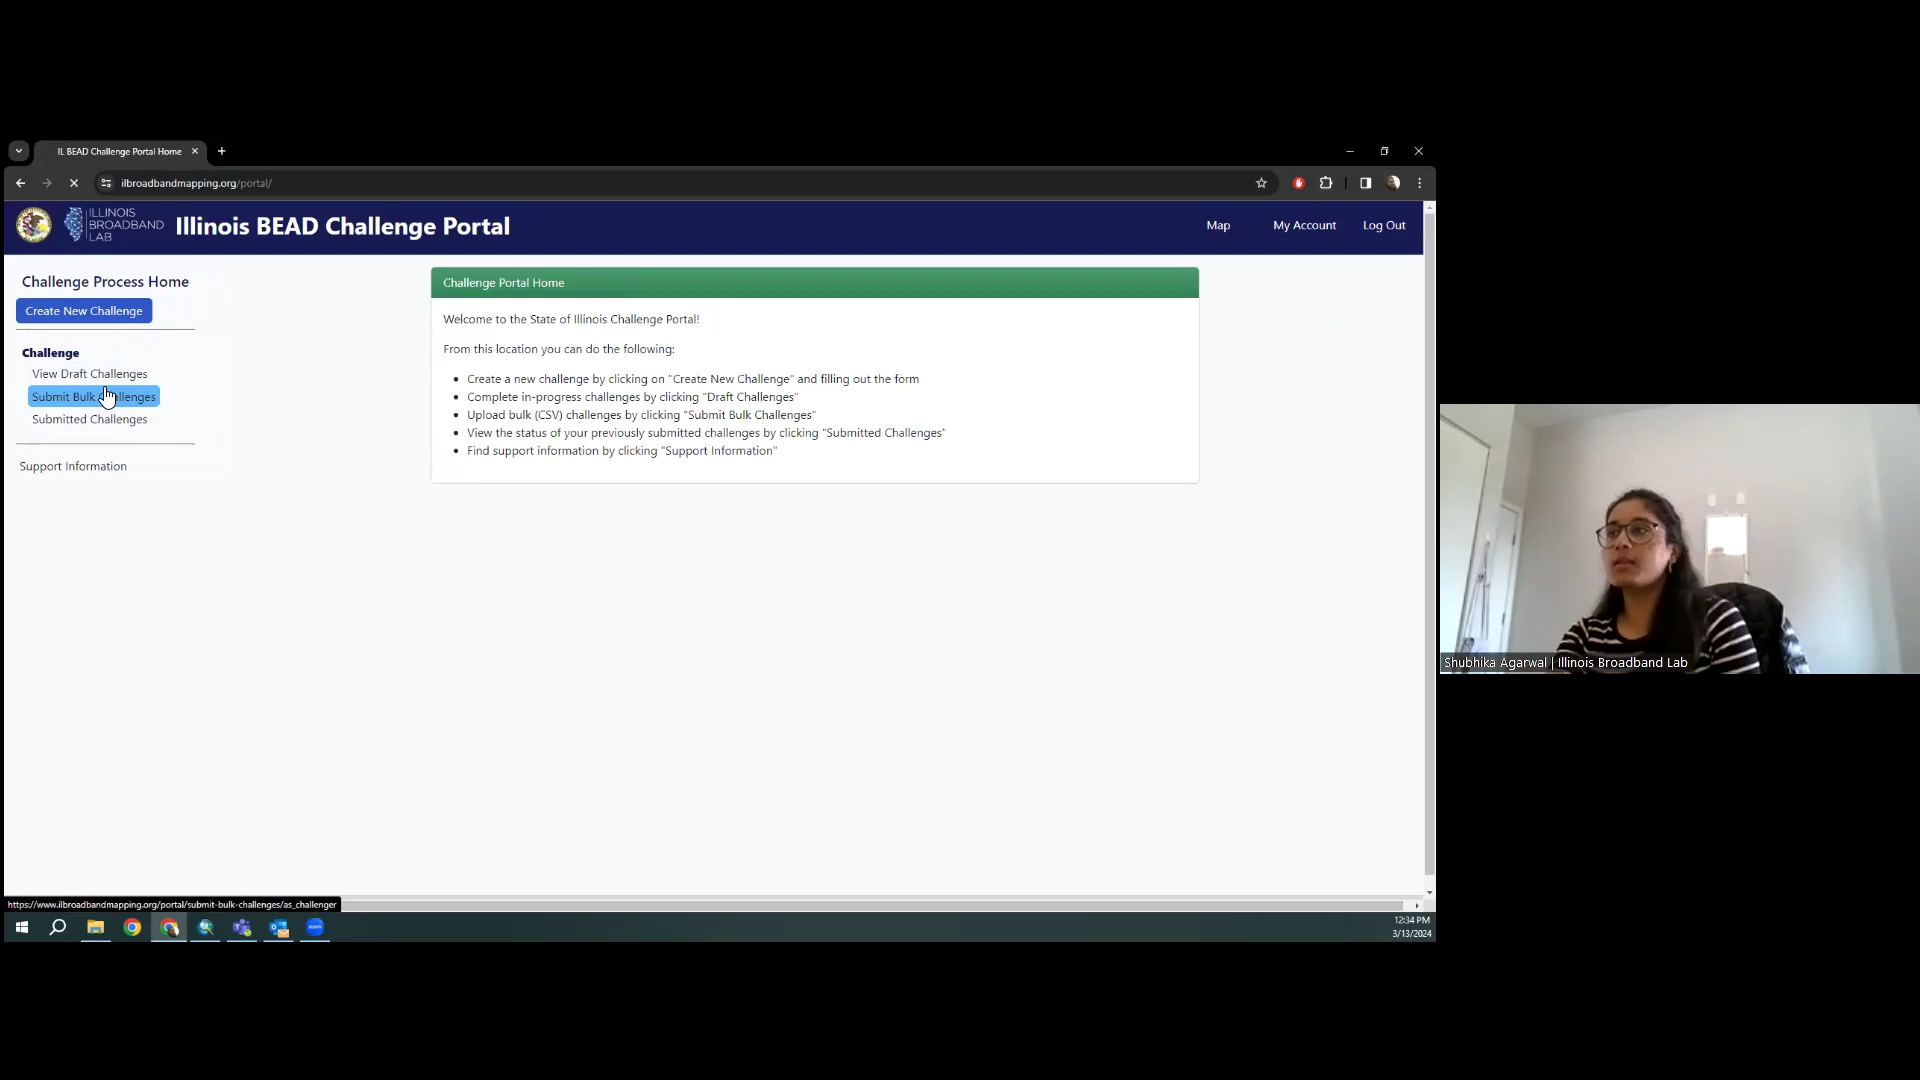 IL BEAD Challenge Portal Home
ilbroadbandmapping.org/portal/
ILLINOIS
BROADBAND
LAB
Illinois BEAD Challenge Portal
Map
My Account
Log Out
Challenge Process Home
Create New Challenge
Challenge
View Draft Challenges
Submit Bulk Challenges
Submitted Challenges
Support Information
Challenge Portal Home
Welcome to the State of Illinois Challenge Portal!
From this location you can do the following:
Create a new challenge by clicking on "Create New Challenge" and filling out the form
Complete in-progress challenges by clicking "Draft Challenges"
Upload bulk (CSV) challenges by clicking "Submit Bulk Challenges"
View the status of your previously submitted challenges by clicking "Submitted Challenges"
Find support information by clicking "Support Information"
Shubhika Agarwal | Illinois Broadband Lab
https://www.ilbroadbandmapping.org/portal/submit-bulk-challenges/as_challenger
zoom
12:34 PM
3/13/2024